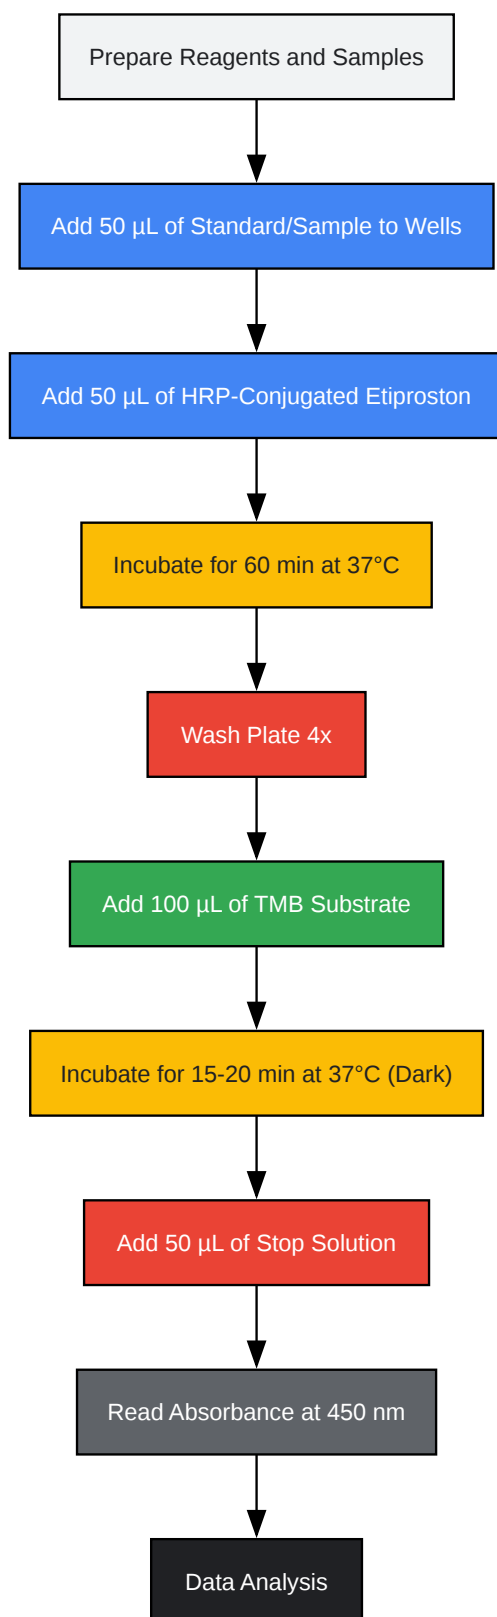 Prepare Reagents and Samples
Add 50 µL of Standard/Sample to Wells
Add 50 µL of HRP-Conjugated Etiproston
Incubate for 60 min at 37°C
Wash Plate 4x
Add 100 µL of TMB Substrate
Incubate for 15-20 min at 37°C (Dark)
Add 50 µL of Stop Solution
Read Absorbance at 450 nm
Data Analysis